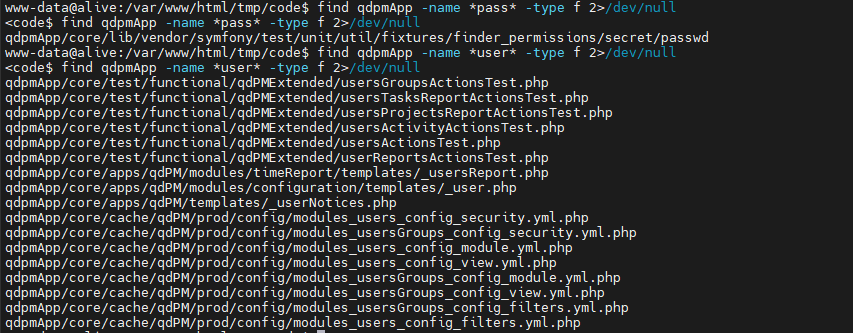 www-data@alive:/var/www/html/tmp/code$ find qdpmApp -name *pass* -type f 2>/dev/null
<code$ find qdpmApp -name *pass* -type f 2>/dev/null
qdpmApp/core/lib/vendor/symfony/test/unit/util/fixtures/finder_permissions/secret/passwd
www-data@alive:/var/www/html/tmp/code$ find qdpmApp -name *user* -type f 2>/dev/null
<code$ find qdpmApp -name *user* -type f 2>/dev/null
qdpmApp/core/test/functional/qdPMExtended/usersGroupsActionsTest.php
qdpmApp/core/test/functional/qdPMExtended/usersTasksReportActionsTest.php
qdpmApp/core/test/functional/qdPMExtended/usersProjectsReportActionsTest.php
qdpmApp/core/test/functional/qdPMExtended/usersActivityActionsTest.php
qdpmApp/core/test/functional/qdPMExtended/usersActionsTest.php
qdpmApp/core/test/functional/qdPMExtended/userReportsActionsTest.php
qdpmApp/core/apps/qdPM/modules/timeReport/templates/_usersReport.php
qdpmApp/core/apps/qdPM/modules/configuration/templates/_user.php
qdpmApp/core/apps/qdPM/templates/_userNotices.php
qdpmApp/core/cache/qdPM/prod/config/modules_users_config_security.yml.php
qdpmApp/core/cache/qdPM/prod/config/modules_usersGroups_config_security.yml.php
qdpmApp/core/cache/qdPM/prod/config/modules_users_config_module.yml.php
qdpmApp/core/cache/qdPM/prod/config/modules_users_config_view.yml.php
qdpmApp/core/cache/qdPM/prod/config/modules_usersGroups_config_module.yml.php
qdpmApp/core/cache/qdPM/prod/config/modules_usersGroups_config_view.yml.php
qdpmApp/core/cache/qdPM/prod/config/modules_usersGroups_config_filters.yml.php
qdpmApp/core/cache/qdPM/prod/config/modules_users_config_filters.yml.php